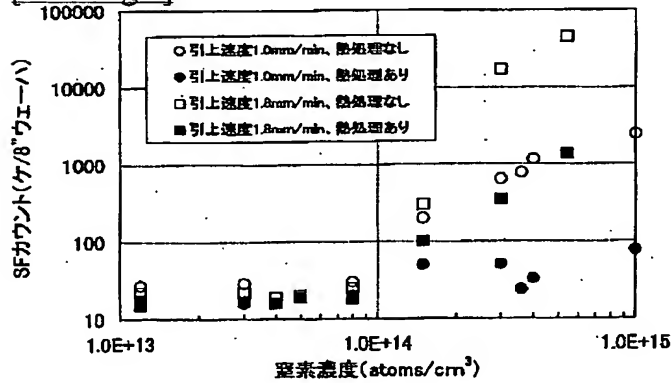 100000
10000
1000
100
10
SFカウント(ケ/8"ウェーハ)
○ 引上速度1.0mm/min、熱処理なし
● 引上速度1.0mm/min、熱処理あり
□ 引上速度1.8mm/min、熱処理なし
■ 引上速度1.8mm/min、熱処理あり
1.0E+13 1.0E+14 1.0E+15
窒素濃度(atoms/cm³)